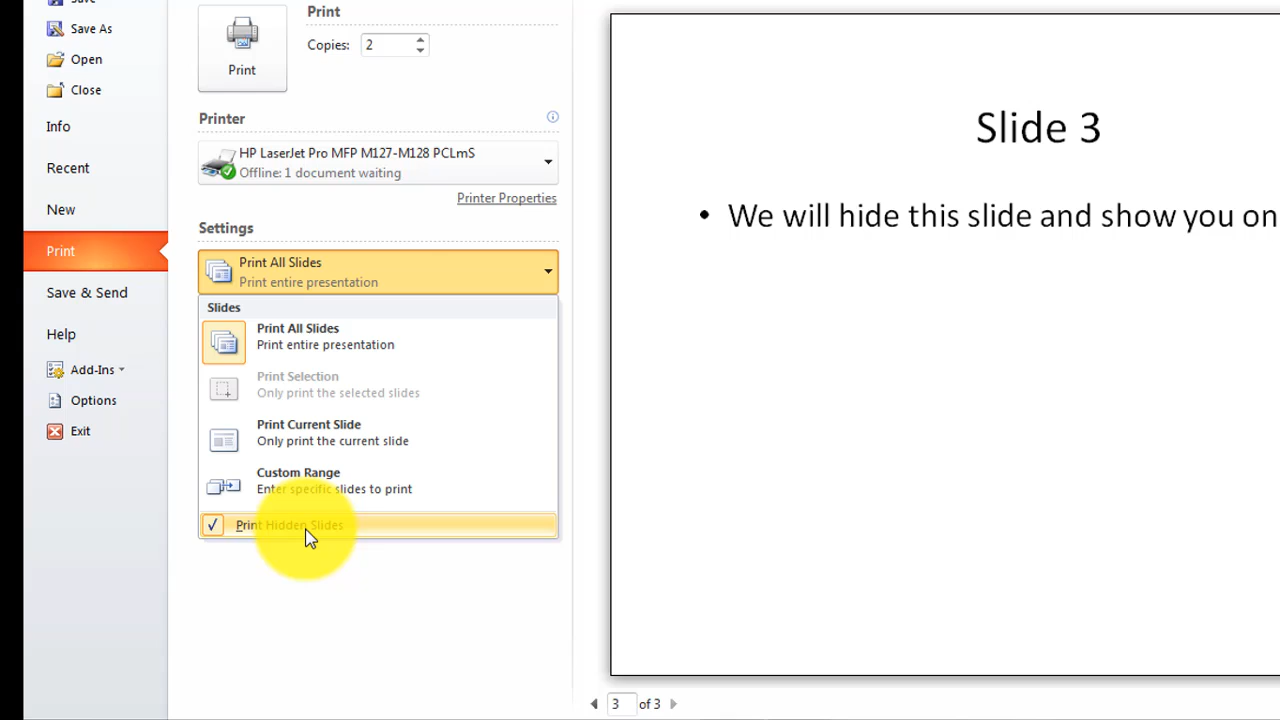 Save
Save As
Open
Close
Info
Recent
New
Print
Save & Send
Help
Add-Ins
Options
Exit
Print
Print
Copies: 2
Printer
HP LaserJet Pro MFP M127-M128 PCLmS
Offline: 1 document waiting
Printer Properties
Settings
Print All Slides
Print entire presentation
Slides
Print All Slides
Print entire presentation
Print Selection
Only print the selected slides
Print Current Slide
Only print the current slide
Custom Range
Enter specific slides to print
Print Hidden Slides
Slide 3
• We will hide this slide and show you on
3 of 3